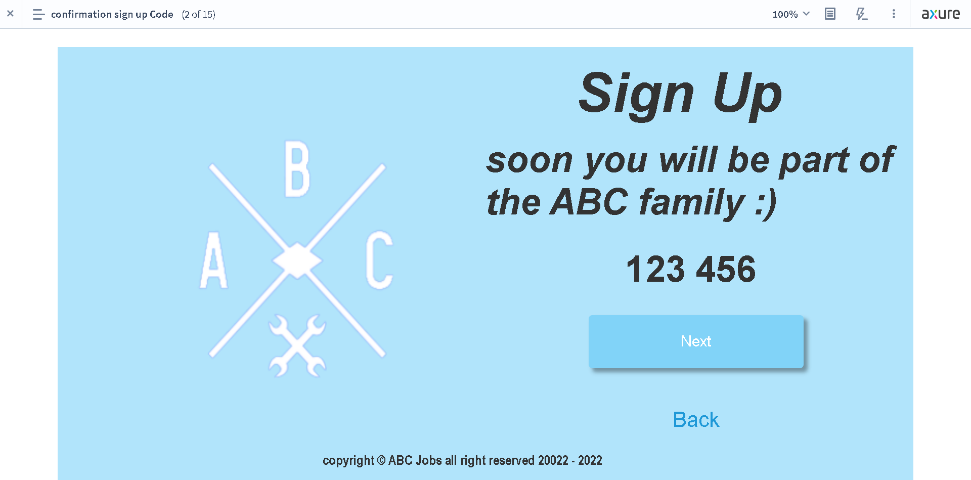 confirmation sign up Code (2 of 15)
100%
axure
Sign Up
soon you will be part of
the ABC family :)
B
A C
123 456
Next
Back
copyright © ABC Jobs all right reserved 20022 - 2022